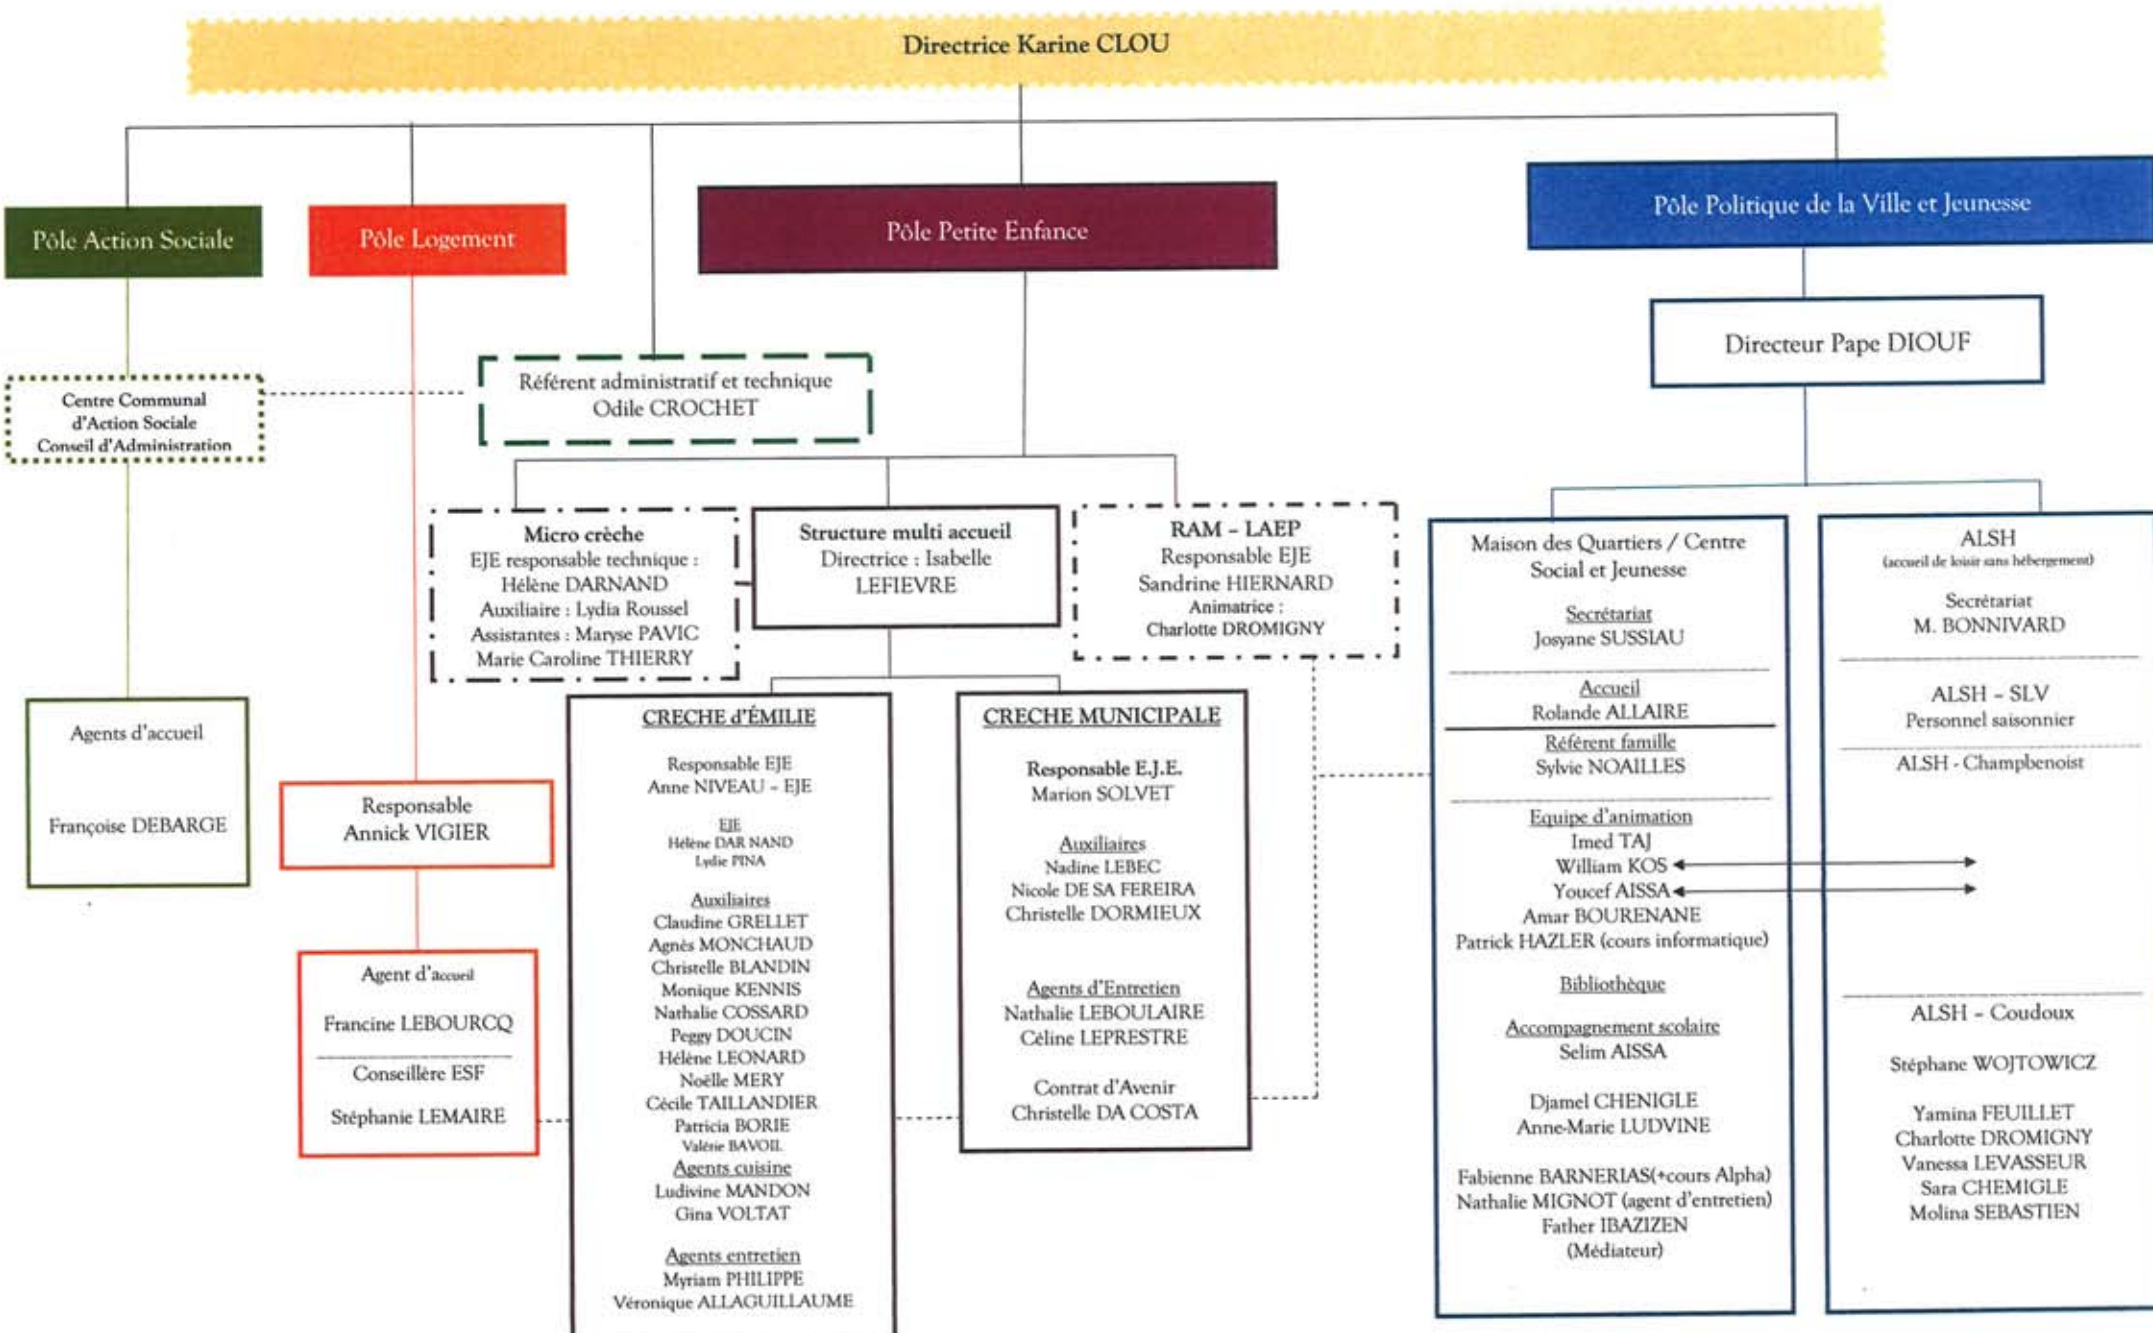 Directrice Karine CLOU
Pôle Action Sociale
Pôle Logement
Pôle Petite Enfance
Pôle Politique de la Ville et Jeunesse
Directeur Pape DIOUF
Référent administratif et technique
Odile CROCHET
Centre Communal
d'Action Sociale
Conseil d'Administration
Agents d'accueil
Françoise DEBARGE
Responsable
Annick VIGIER
Agent d'accueil
Francine LEBOURCQ
Conseillère ESF
Stéphanie LEMAIRE
Micro crèche
EJE responsable technique :
Hélène DARNAND
Auxiliaire : Lydia Roussel
Assistantes : Maryse PAVIC
Marie Caroline THIERRY
Structure multi accueil
Directrice : Isabelle
LEFIEVRE
RAM – LAEP
Responsable EJE
Sandrine HIERNARD
Animatrice :
Charlotte DROMIGNY
CRECHE d'ÉMILIE
Responsable EJE
Anne NIVEAU – EJE
EJE
Hélène DAR NAND
Lydie PINA
Auxiliaires
Claudine GRELLET
Agnès MONCHAUD
Christelle BLANDIN
Monique KENNIS
Nathalie COSSARD
Peggy DOUCIN
Hélène LEONARD
Noëlle MERY
Cécile TAILLANDIER
Patricia BORIE
Valérie BAVOIL
Agents cuisine
Ludivine MANDON
Gina VOLTAT
Agents entretien
Myriam PHILIPPE
Véronique ALLAGUILLAUME
CRECHE MUNICIPALE
Responsable E.J.E.
Marion SOLVET
Auxiliaires
Nadine LEBEC
Nicole DE SA FEREIRA
Christelle DORMIEUX
Agents d'Entretien
Nathalie LEBOULAIRE
Céline LEPRESTRE
Contrat d'Avenir
Christelle DA COSTA
Maison des Quartiers / Centre
Social et Jeunesse
Secrétariat
Josyane SUSSIAU
Accueil
Rolande ALLAIRE
Référent famille
Sylvie NOAILLES
Equipe d'animation
Imed TAJ
William KOS
Youcef AISSA
Amar BOURENANE
Patrick HAZLER (cours informatique)
Bibliothèque
Accompagnement scolaire
Selim AISSA
Djamel CHENIGLE
Anne-Marie LUDVINE
Fabienne BARNERIAS(+cours Alpha)
Nathalie MIGNOT (agent d'entretien)
Father IBAZIZEN
(Médiateur)
ALSH
(accueil de loisir sans hébergement)
Secrétariat
M. BONNIVARD
ALSH – SLV
Personnel saisonnier
ALSH - Champbenoist
ALSH – Coudoux
Stéphane WOJTOWICZ
Yamina FEUILLET
Charlotte DROMIGNY
Vanessa LEVASSEUR
Sara CHEMIGLE
Molina SEBASTIEN